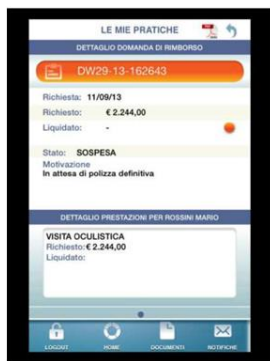 LE MIE PRATICHE
DETTAGLIO DOMANDA DI RIMBORSO
DW29-13-162643
Richiesta: 11/09/13
Richiesto: € 2.244,00
Liquidato: -
Stato: SOSPESA
Motivazione
In attesa di polizza definitiva
DETTAGLIO PRESTAZIONI PER ROSSINI MARIO
VISITA OCULISTICA
Richiesto:€ 2.244,00
Liquidato:
LOGOUT HOME DOCUMENTI NOTIFICHE